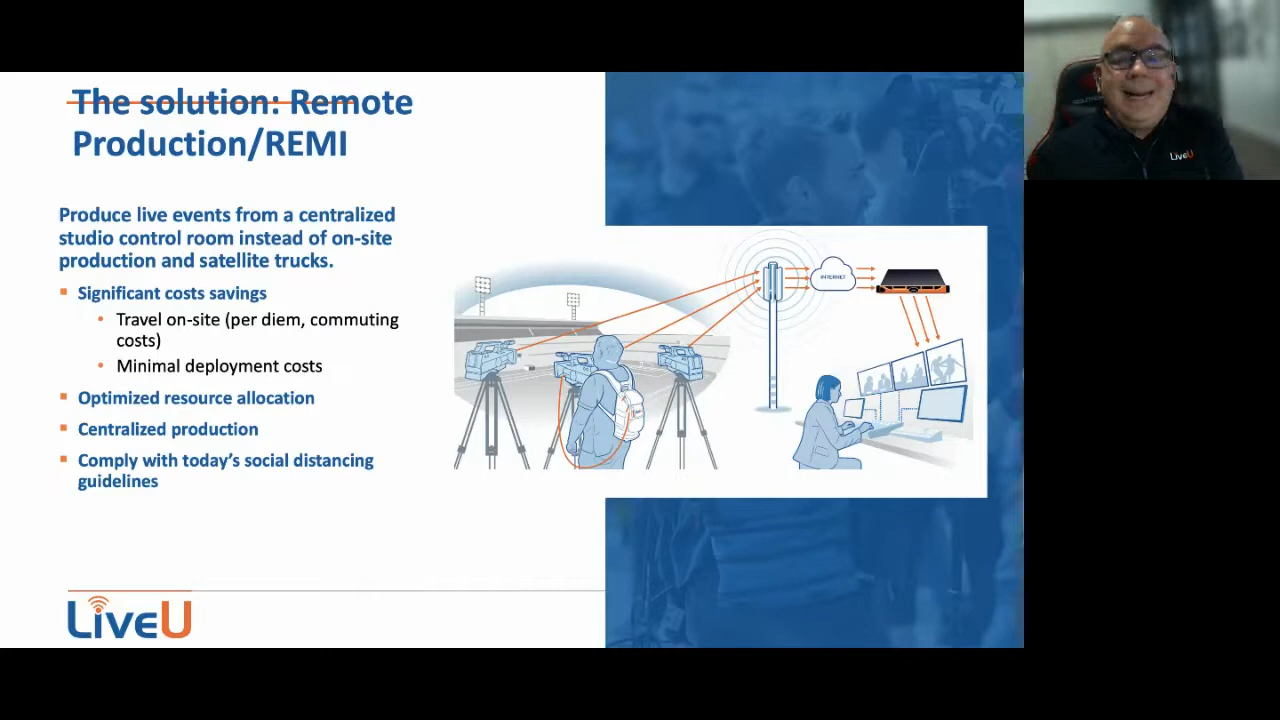 The solution: Remote
Production/REMI
Produce live events from a centralized
studio control room instead of on-site
production and satellite trucks.
Significant costs savings
Travel on-site (per diem, commuting
costs)
Minimal deployment costs
Optimized resource allocation
Centralized production
Comply with today's social distancing
guidelines
INTERNET
LiveU
LiveU